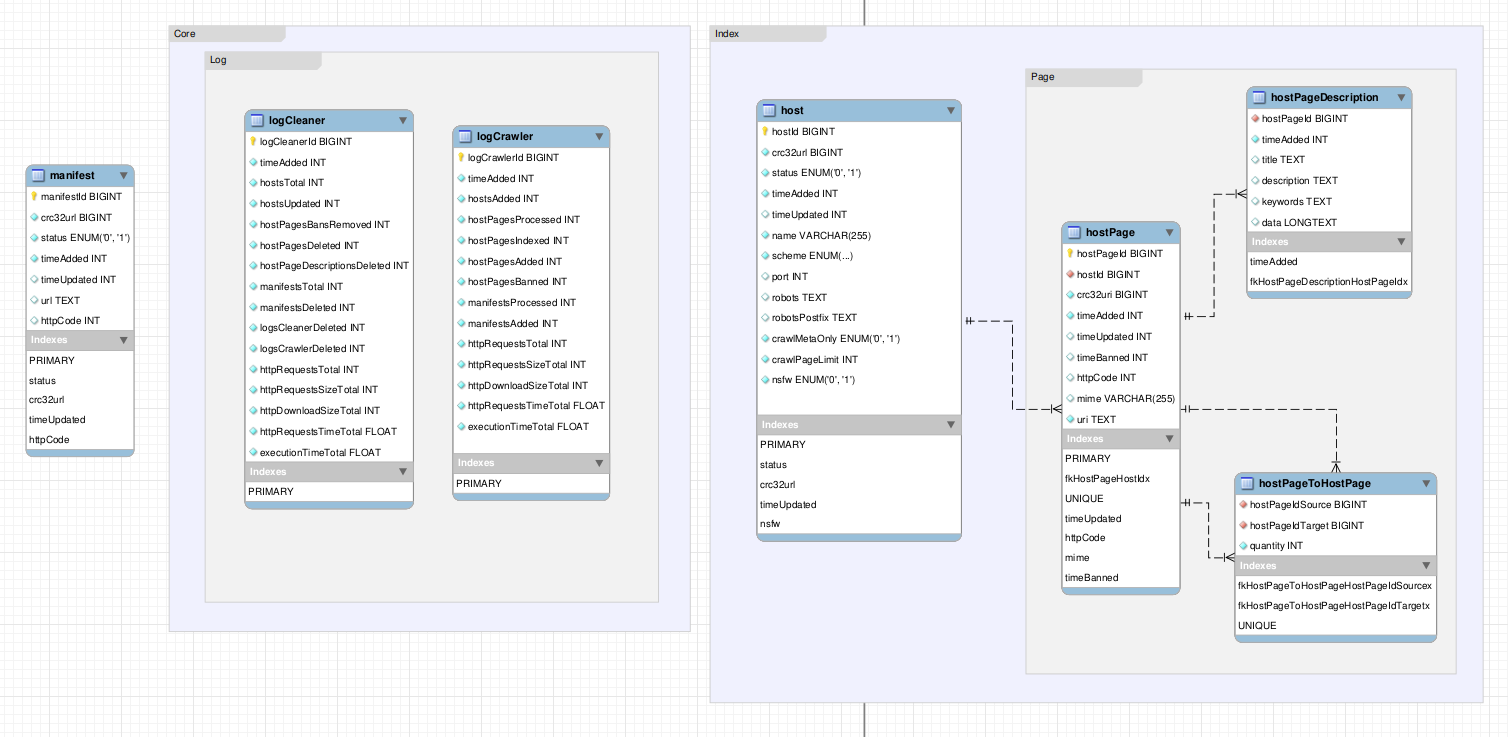 manifest
manifestId BIGINT
crc32url BIGINT
status ENUM('0', '1')
timeAdded INT
timeUpdated INT
url TEXT
httpCode INT
Indexes
PRIMARY
status
crc32url
timeUpdated
httpCode
Core
Log
logCleaner
logCleanerId BIGINT
timeAdded INT
hostsTotal INT
hostsUpdated INT
hostPagesBansRemoved INT
hostPagesDeleted INT
hostPageDescriptionsDeleted INT
manifestsTotal INT
manifestsDeleted INT
logsCleanerDeleted INT
logsCrawlerDeleted INT
httpRequestsTotal INT
httpRequestsSizeTotal INT
httpDownloadSizeTotal INT
httpRequestsTimeTotal FLOAT
executionTimeTotal FLOAT
Indexes
PRIMARY
logCrawler
logCrawlerId BIGINT
timeAdded INT
hostsAdded INT
hostPagesProcessed INT
hostPagesIndexed INT
hostPagesAdded INT
hostPagesBanned INT
manifestsProcessed INT
manifestsAdded INT
httpRequestsTotal INT
httpRequestsSizeTotal INT
httpDownloadSizeTotal INT
httpRequestsTimeTotal FLOAT
executionTimeTotal FLOAT
Indexes
PRIMARY
Index
host
hostId BIGINT
crc32url BIGINT
status ENUM('0', '1')
timeAdded INT
timeUpdated INT
name VARCHAR(255)
scheme ENUM(...)
port INT
robots TEXT
robotsPostfix TEXT
crawlMetaOnly ENUM('0', '1')
crawlPageLimit INT
nsfw ENUM('0', '1')
Indexes
PRIMARY
status
crc32url
timeUpdated
nsfw
Page
hostPage
hostPageId BIGINT
hostId BIGINT
crc32uri BIGINT
timeAdded INT
timeUpdated INT
timeBanned INT
httpCode INT
mime VARCHAR(255)
uri TEXT
Indexes
PRIMARY
fkHostPageHostIdx
UNIQUE
timeUpdated
httpCode
mime
timeBanned
hostPageDescription
hostPageId BIGINT
timeAdded INT
title TEXT
description TEXT
keywords TEXT
data LONGTEXT
Indexes
timeAdded
fkHostPageDescriptionHostPageIdx
hostPageToHostPage
hostPageIdSource BIGINT
hostPageIdTarget BIGINT
quantity INT
Indexes
fkHostPageToHostPageHostPageIdSourcex
fkHostPageToHostPageHostPageIdTargetx
UNIQUE